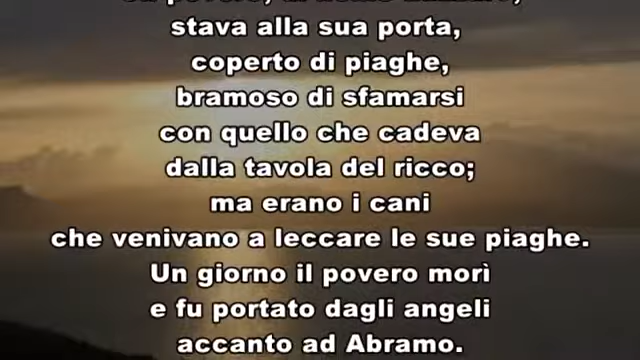 stava alla sua porta,
coperto di piaghe,
bramoso di sfamarsi
con quello che cadeva
dalla tavola del ricco;
ma erano i cani
che venivano a leccare le sue piaghe.
Un giorno il povero morì
e fu portato dagli angeli
accanto ad Abramo.